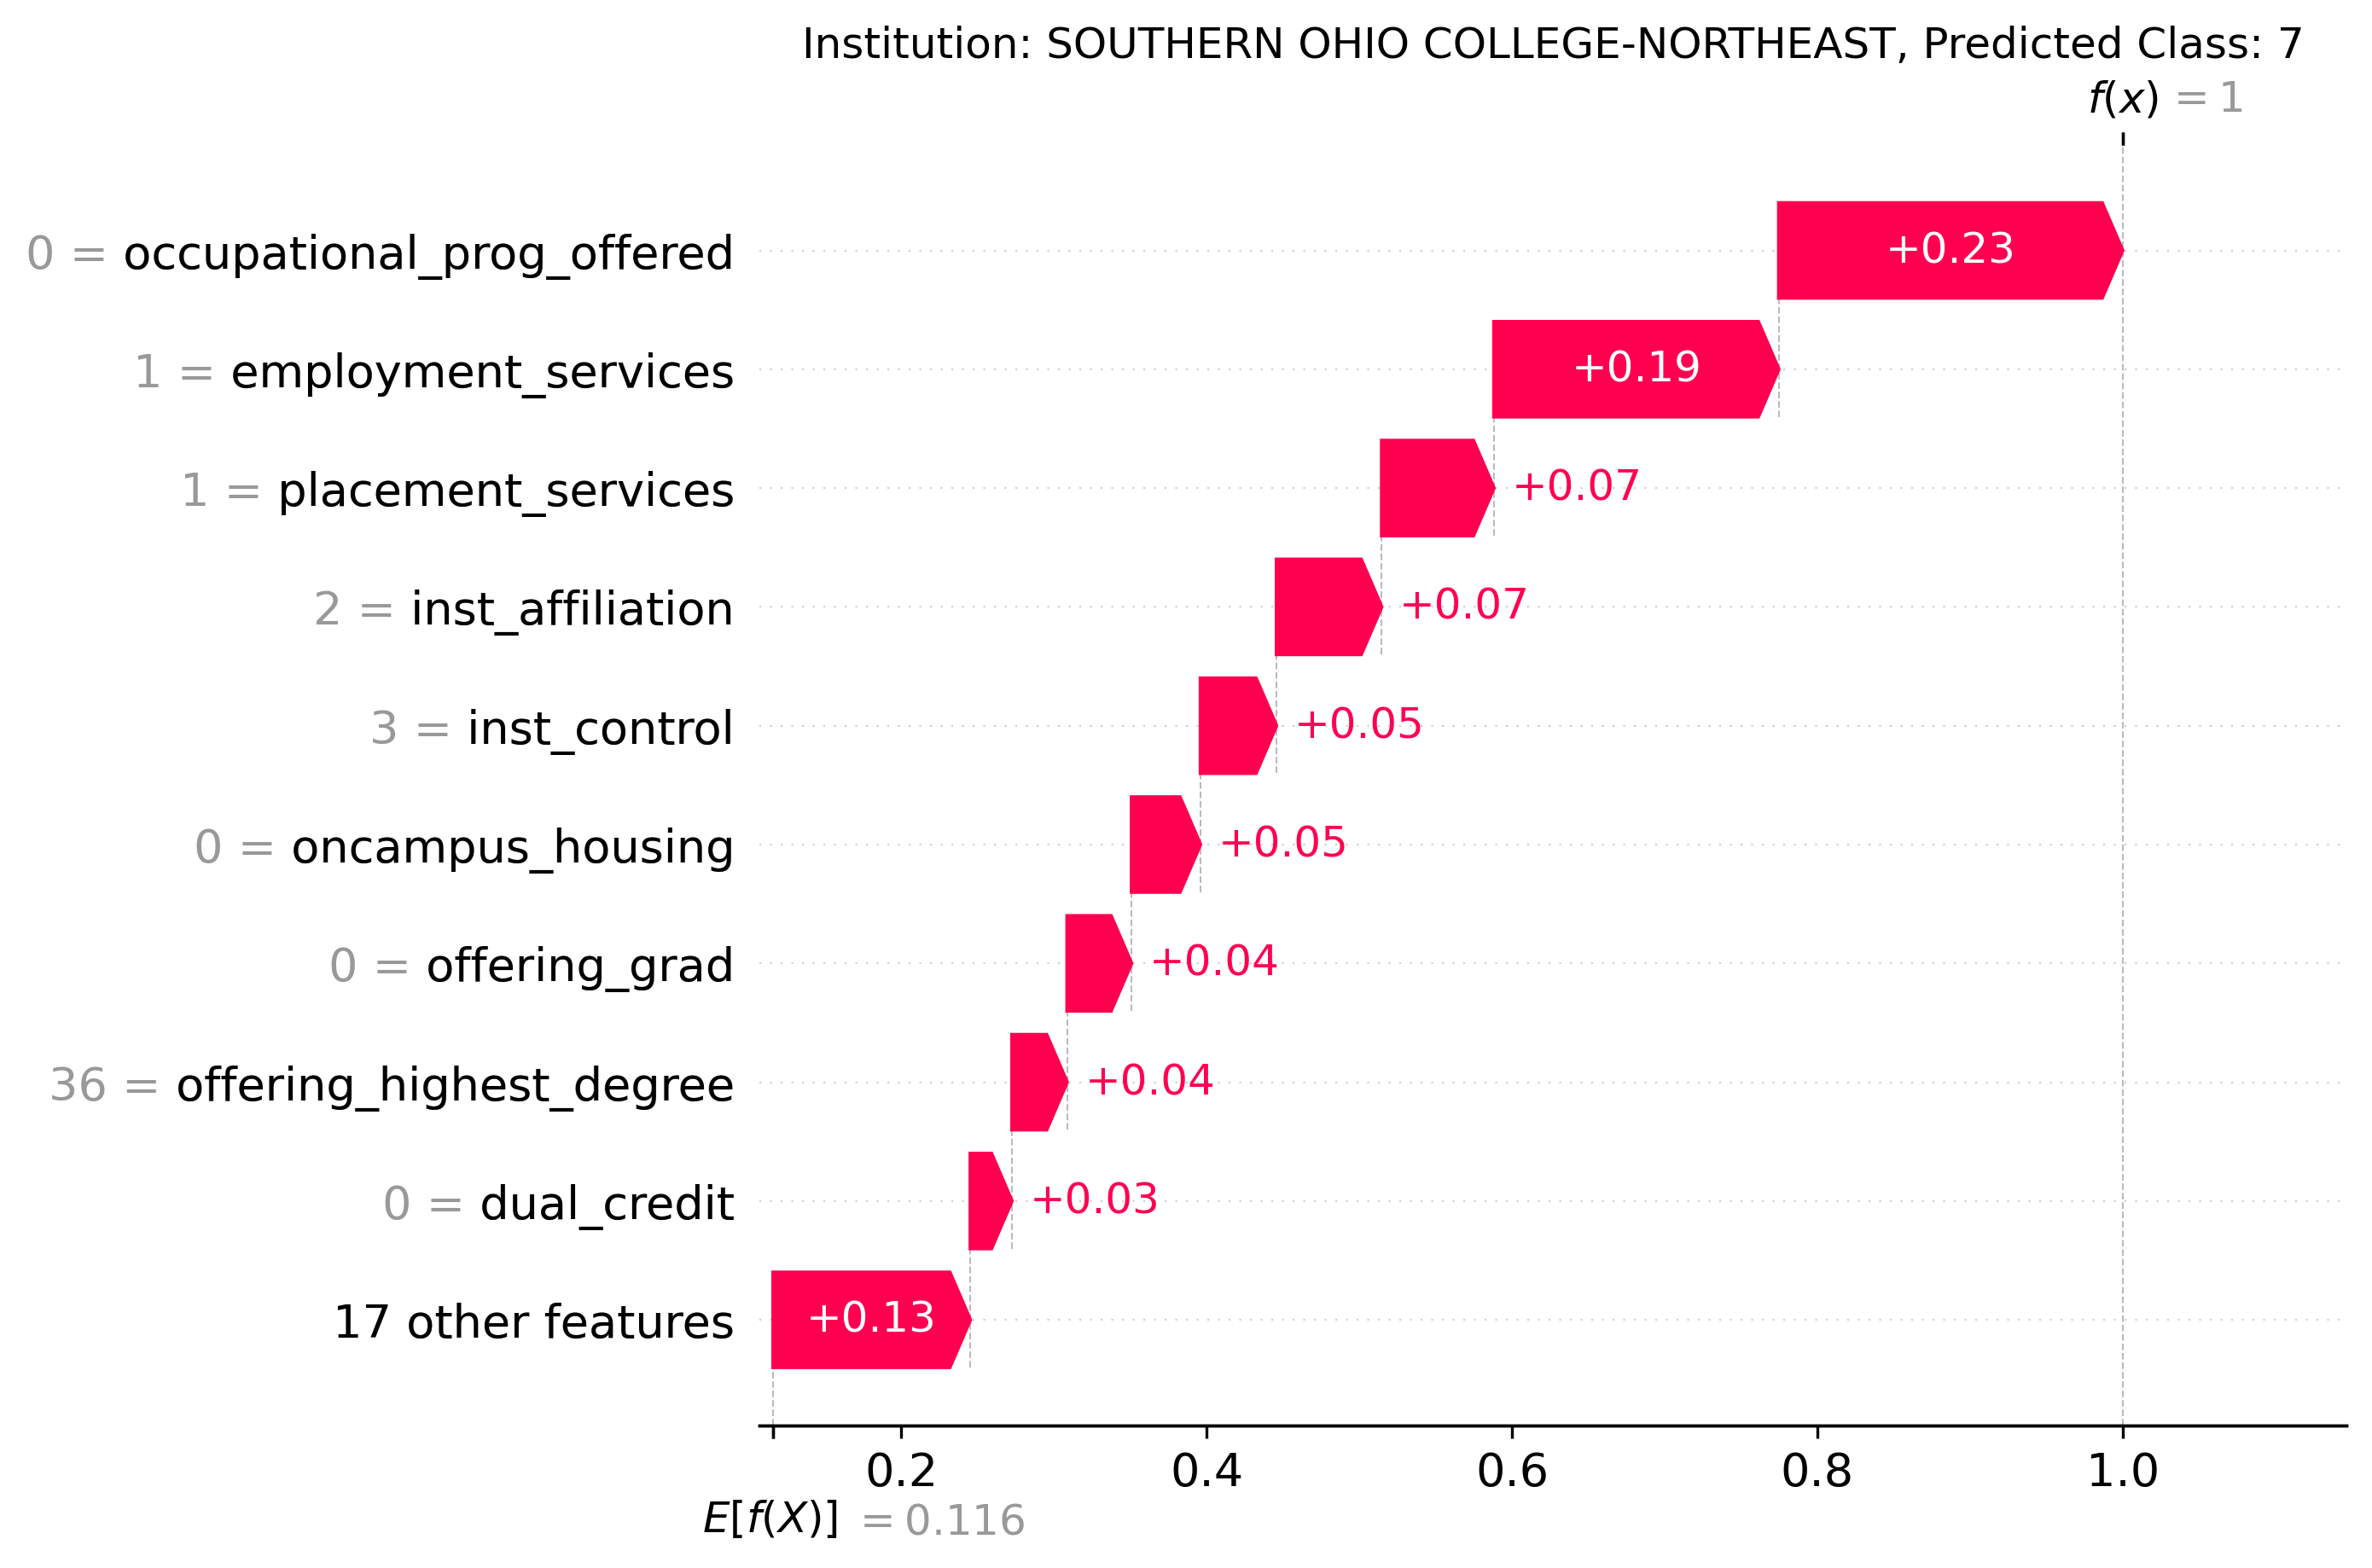 Institution: SOUTHERN OHIO COLLEGE-NORTHEAST, Predicted Class: 7
f(x) = 1
0 = occupational_prog_offered +0.23
1 = employment_services +0.19
1 = placement_services +0.07
2 = inst_affiliation +0.07
3 = inst_control +0.05
0 = oncampus_housing +0.05
0 = offering_grad +0.04
36 = offering_highest_degree +0.04
0 = dual_credit +0.03
17 other features +0.13
0.2 0.4 0.6 0.8 1.0
E[f(X)] = 0.116